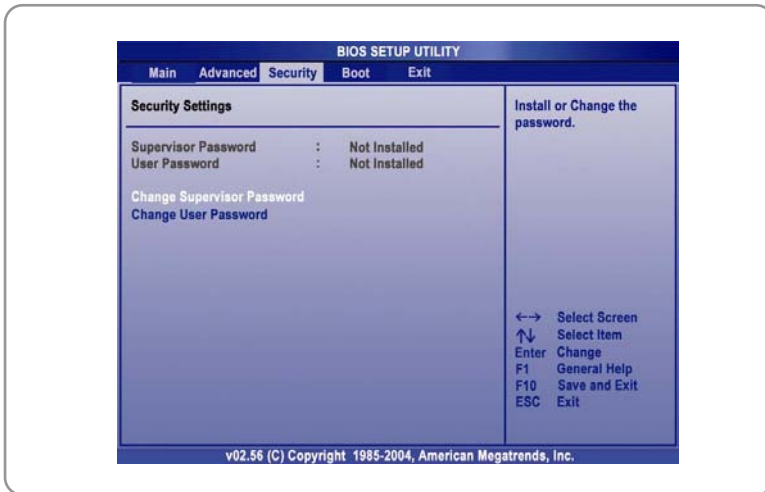 BIOS SETUP UTILITY
Main Advanced Security Boot Exit
Security Settings
Supervisor Password : Not Installed
User Password : Not Installed
Change Supervisor Password
Change User Password
Install or Change the
password.
←→ Select Screen
↑↓ Select Item
Enter Change
F1 General Help
F10 Save and Exit
ESC Exit
v02.56 (C) Copyright 1985-2004, American Megatrends, Inc.